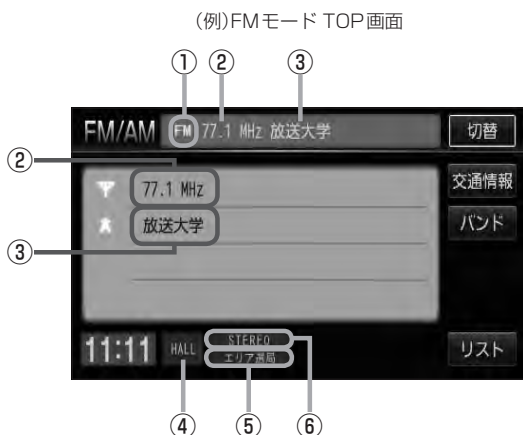 (例)FMモード TOP画面
① ② ③
FM/AM FM 77.1 MHz 放送大学 切替
②
77.1 MHz 交通情報
放送大学 バンド
③
11:11 HALL STEREO リスト
エリア選局
④ ⑤ ⑥